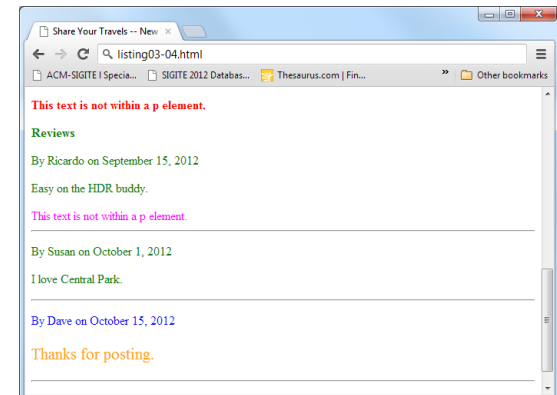 Share Your Travels -- New
listing03-04.html
ACM-SIGITE I Specia... SIGITE 2012 Databas... Thesaurus.com | Fin... » Other bookmarks
This text is not within a p element.
Reviews
By Ricardo on September 15, 2012
Easy on the HDR buddy.
This text is not within a p element.
By Susan on October 1, 2012
I love Central Park.
By Dave on October 15, 2012
Thanks for posting.